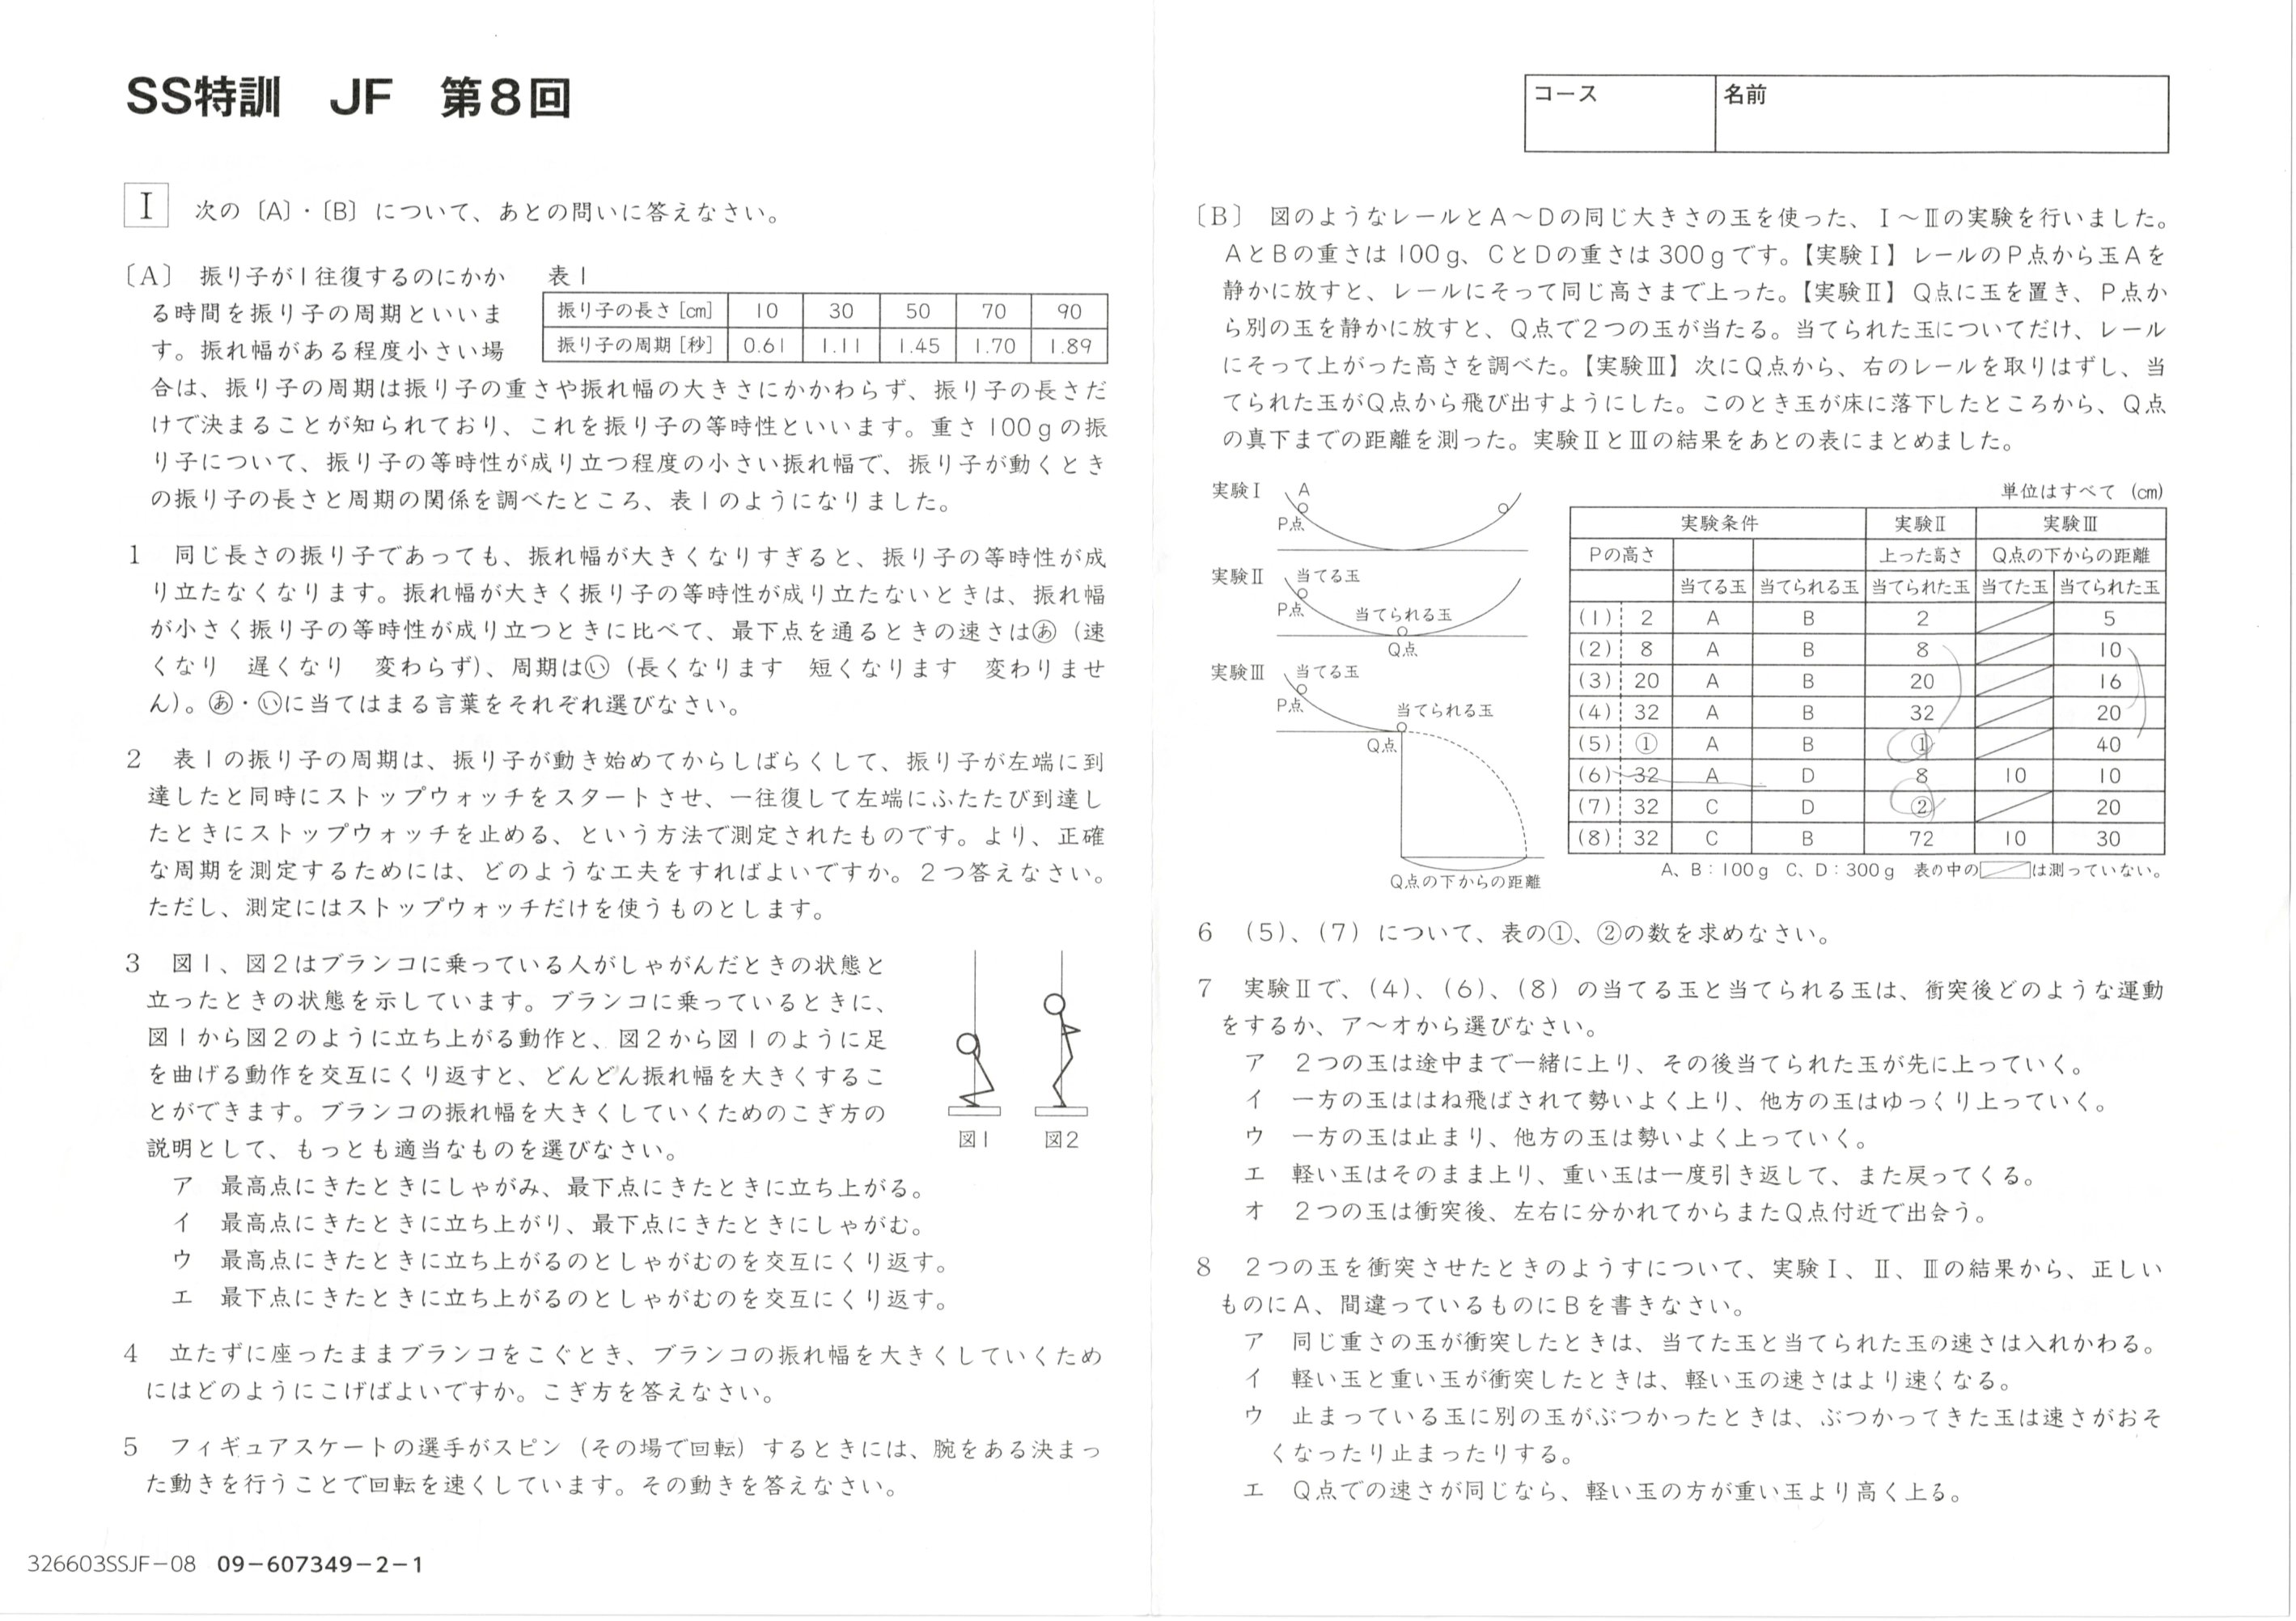 SS特訓　JF　第8回
コース　名前
Ⅰ　次の〔A〕・〔B〕について、あとの問いに答えなさい。
〔A〕 振り子が1往復するのにかか
る時間を振り子の周期といいま
す。振れ幅がある程度小さい場
表1
振り子の長さ[cm]　10　30　50　70　90
振り子の周期[秒]　0.61　1.11　1.45　1.70　1.89
合は、振り子の周期は振り子の重さや振れ幅の大きさにかかわらず、振り子の長さだ
けで決まることが知られており、これを振り子の等時性といいます。重さ100gの振
り子について、振り子の等時性が成り立つ程度の小さい振れ幅で、振り子が動くとき
の振り子の長さと周期の関係を調べたところ、表1のようになりました。
1　同じ長さの振り子であっても、振れ幅が大きくなりすぎると、振り子の等時性が成
り立たなくなります。振れ幅が大きく振り子の等時性が成り立たないときは、振れ幅
が小さく振り子の等時性が成り立つときに比べて、最下点を通るときの速さはあ（速
くなり　遅くなり　変わらず）、周期はい（長くなります　短くなります　変わりませ
ん）。あ・いに当てはまる言葉をそれぞれ選びなさい。
2　表1の振り子の周期は、振り子が動き始めてからしばらくして、振り子が左端に到
達したと同時にストップウォッチをスタートさせ、一往復して左端にふたたび到達し
たときにストップウォッチを止める、という方法で測定されたものです。より、正確
な周期を測定するためには、どのような工夫をすればよいですか。2つ答えなさい。
ただし、測定にはストップウォッチだけを使うものとします。
3　図1、図2はブランコに乗っている人がしゃがんだときの状態と
立ったときの状態を示しています。ブランコに乗っているときに、
図1から図2のように立ち上がる動作と、図2から図1のように足
を曲げる動作を交互にくり返すと、どんどん振れ幅を大きくするこ
とができます。ブランコの振れ幅を大きくしていくためのこぎ方の
説明として、もっとも適当なものを選びなさい。
図1　図2
ア　最高点にきたときにしゃがみ、最下点にきたときに立ち上がる。
イ　最高点にきたときに立ち上がり、最下点にきたときにしゃがむ。
ウ　最高点にきたときに立ち上がるのとしゃがむのを交互にくり返す。
エ　最下点にきたときに立ち上がるのとしゃがむのを交互にくり返す。
4　立たずに座ったままブランコをこぐとき、ブランコの振れ幅を大きくしていくため
にはどのようにこげばよいですか。こぎ方を答えなさい。
5　フィギュアスケートの選手がスピン（その場で回転）するときには、腕をある決まっ
た動きを行うことで回転を速くしています。その動きを答えなさい。
326603SSJF-08　09-607349-2-1
〔B〕 図のようなレールとA～Dの同じ大きさの玉を使った、Ⅰ～Ⅲの実験を行いました。
AとBの重さは100g、CとDの重さは300gです。【実験Ⅰ】レールのP点から玉Aを
静かに放すと、レールにそって同じ高さまで上った。【実験Ⅱ】Q点に玉を置き、P点か
ら別の玉を静かに放すと、Q点で2つの玉が当たる。当てられた玉についてだけ、レール
にそって上がった高さを調べた。【実験Ⅲ】次にQ点から、右のレールを取りはずし、当
てられた玉がQ点から飛び出すようにした。このとき玉が床に落下したところから、Q点
の真下までの距離を測った。実験ⅡとⅢの結果をあとの表にまとめました。
実験Ⅰ　A
P点
実験Ⅱ　当てる玉
P点　当てられる玉
Q点
実験Ⅲ　当てる玉
P点
当てられる玉
Q点
Q点の下からの距離
単位はすべて (cm)
実験条件　実験Ⅱ　実験Ⅲ
Pの高さ　上った高さ　Q点の下からの距離
当てる玉　当てられる玉　当てられた玉　当てた玉　当てられた玉
(1)　2　A　B　2　5
(2)　8　A　B　8　10
(3)　20　A　B　20　16
(4)　32　A　B　32　20
(5)　①　A　B　①　40
(6)　32　A　D　8　10　10
(7)　32　C　D　②　20
(8)　32　C　B　72　10　30
A、B：100g　C、D：300g　表の中の　は測っていない。
6　(5)、(7) について、表の①、②の数を求めなさい。
7　実験Ⅱで、(4)、(6)、(8) の当てる玉と当てられる玉は、衝突後どのような運動
をするか、ア～オから選びなさい。
ア　2つの玉は途中まで一緒に上り、その後当てられた玉が先に上っていく。
イ　一方の玉ははね飛ばされて勢いよく上り、他方の玉はゆっくり上っていく。
ウ　一方の玉は止まり、他方の玉は勢いよく上っていく。
エ　軽い玉はそのまま上り、重い玉は一度引き返して、また戻ってくる。
オ　2つの玉は衝突後、左右に分かれてからまたQ点付近で出会う。
8　2つの玉を衝突させたときのようすについて、実験Ⅰ、Ⅱ、Ⅲの結果から、正しい
ものにA、間違っているものにBを書きなさい。
ア　同じ重さの玉が衝突したときは、当てた玉と当てられた玉の速さは入れかわる。
イ　軽い玉と重い玉が衝突したときは、軽い玉の速さはより速くなる。
ウ　止まっている玉に別の玉がぶつかったときは、ぶつかってきた玉は速さがおそ
くなったり止まったりする。
エ　Q点での速さが同じなら、軽い玉の方が重い玉より高く上る。